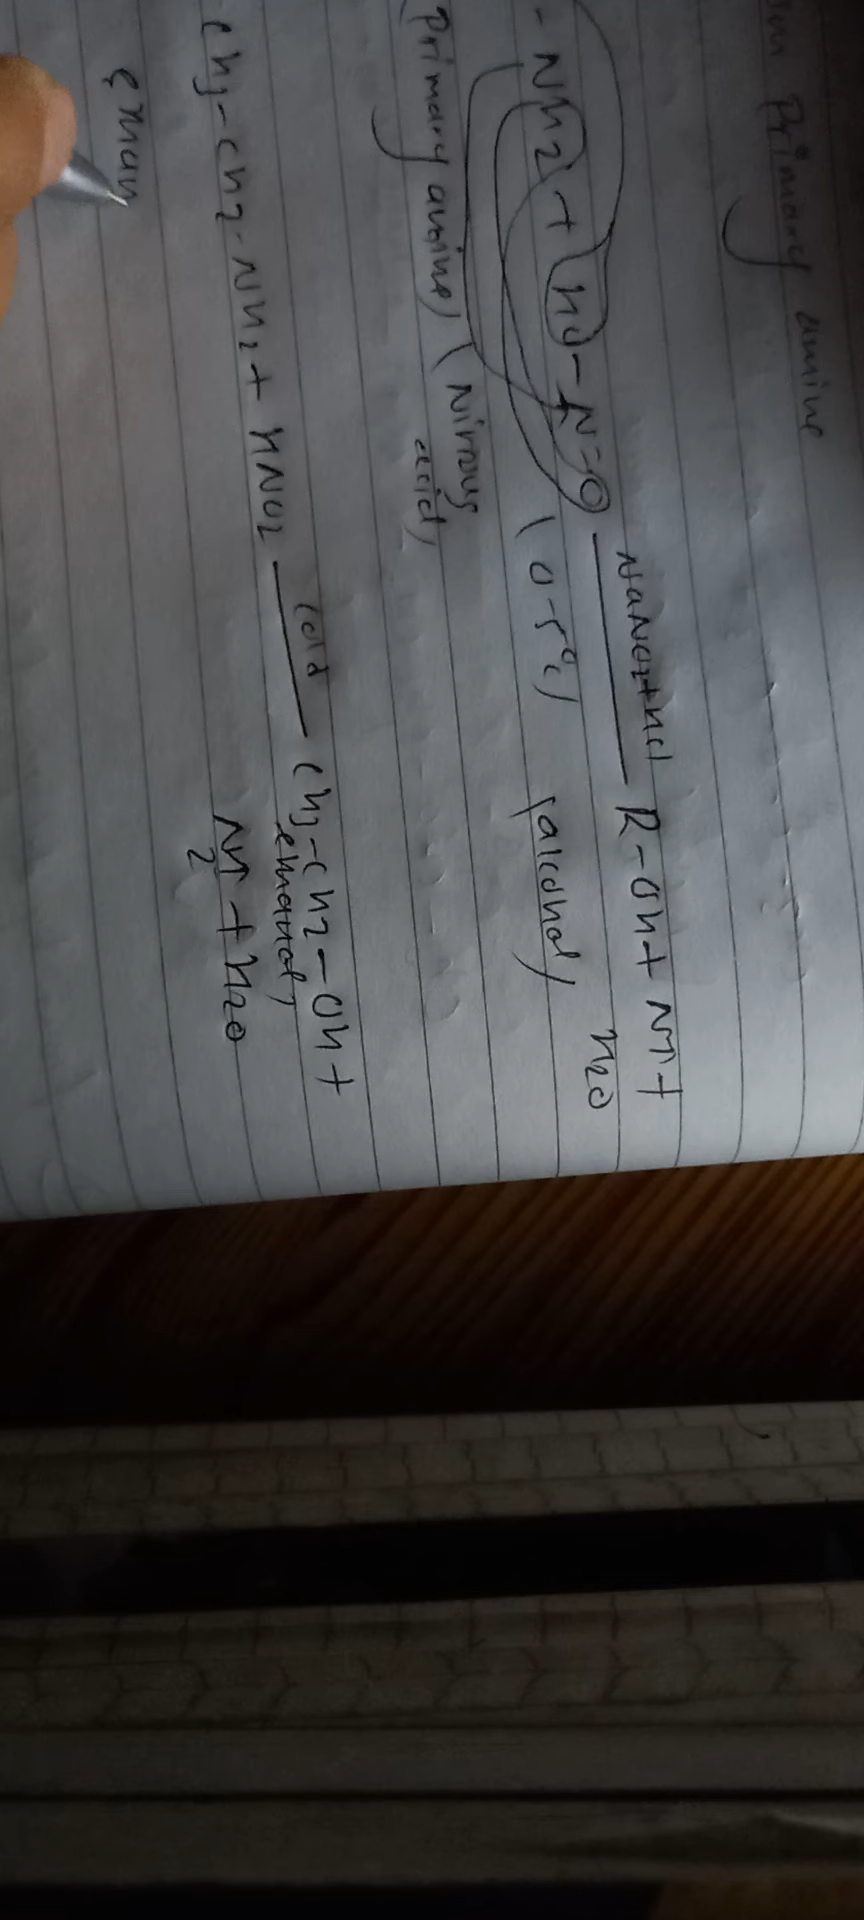 Primary amine
NaNO2+HCl
- NH2 + HO-N=O R-OH + N2↑ +
(0-5°C) H2O
(Primary amine) (Nitrous (alcohol)
acid)
CH3-CH2-NH2 + HNO2 Cold CH3-CH2-OH +
ethanol)
N2↑ + H2O
ethan